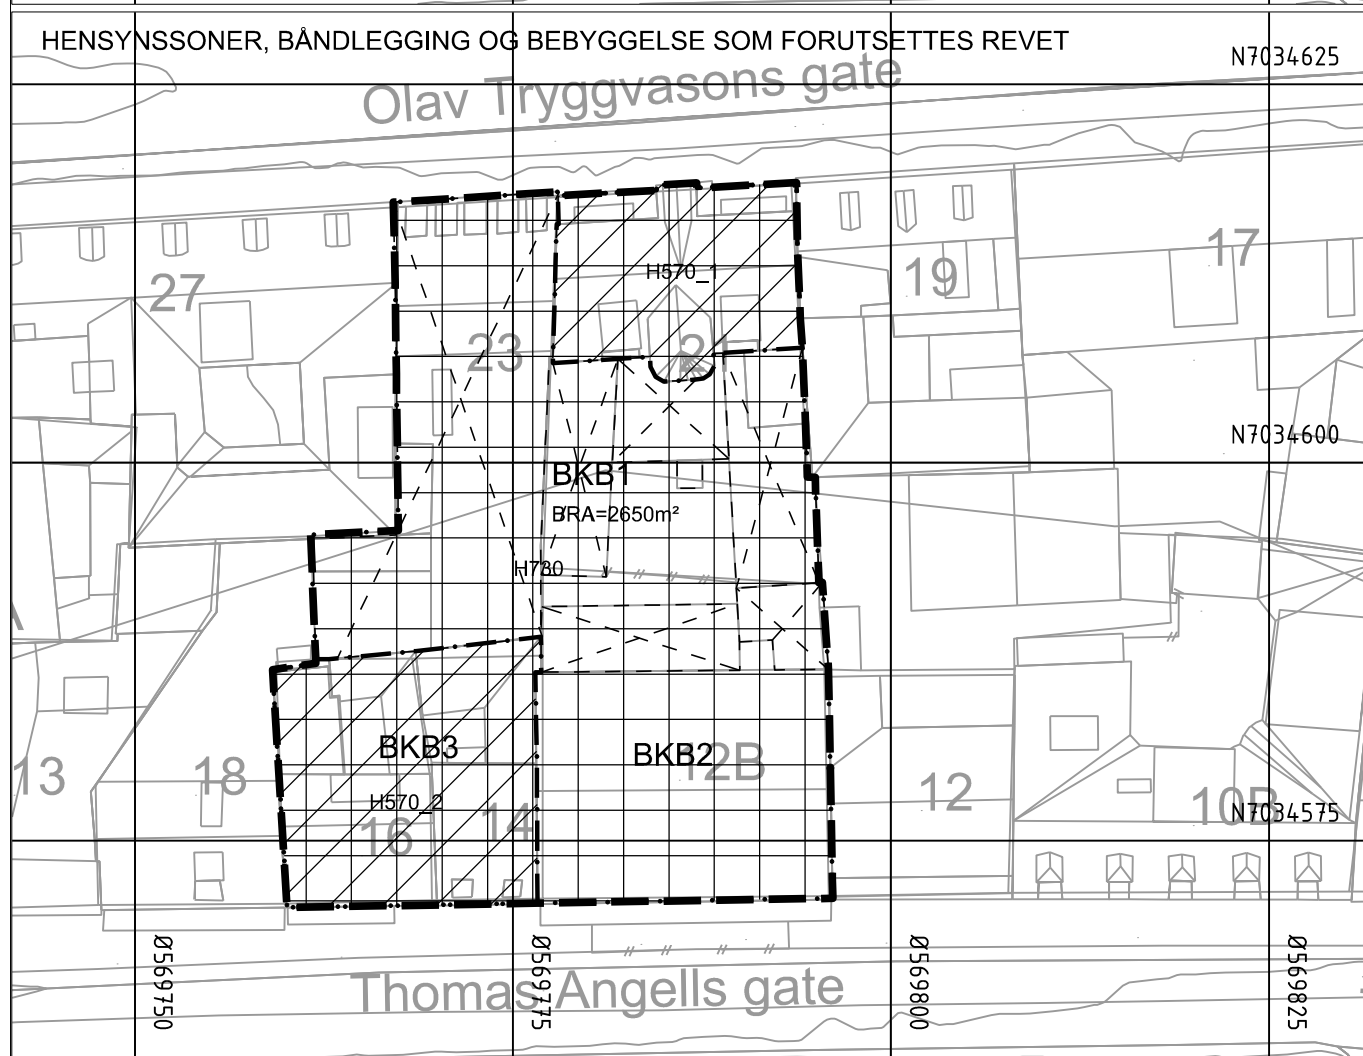 HENSYNSSONER, BÅNDLEGGING OG BEBYGGELSE SOM FORUTSETTES REVET
N7034625
Olav Tryggvasons gate
17
H570_1
19
27
23
21
N7034600
BKB1
BRA=2650m²
H730
BKB3
BKB2
12B
13
18
12
H570_2
10B
N7034575
16
14
Ø569750
Ø569775
Ø569800
Ø569825
Thomas Angells gate